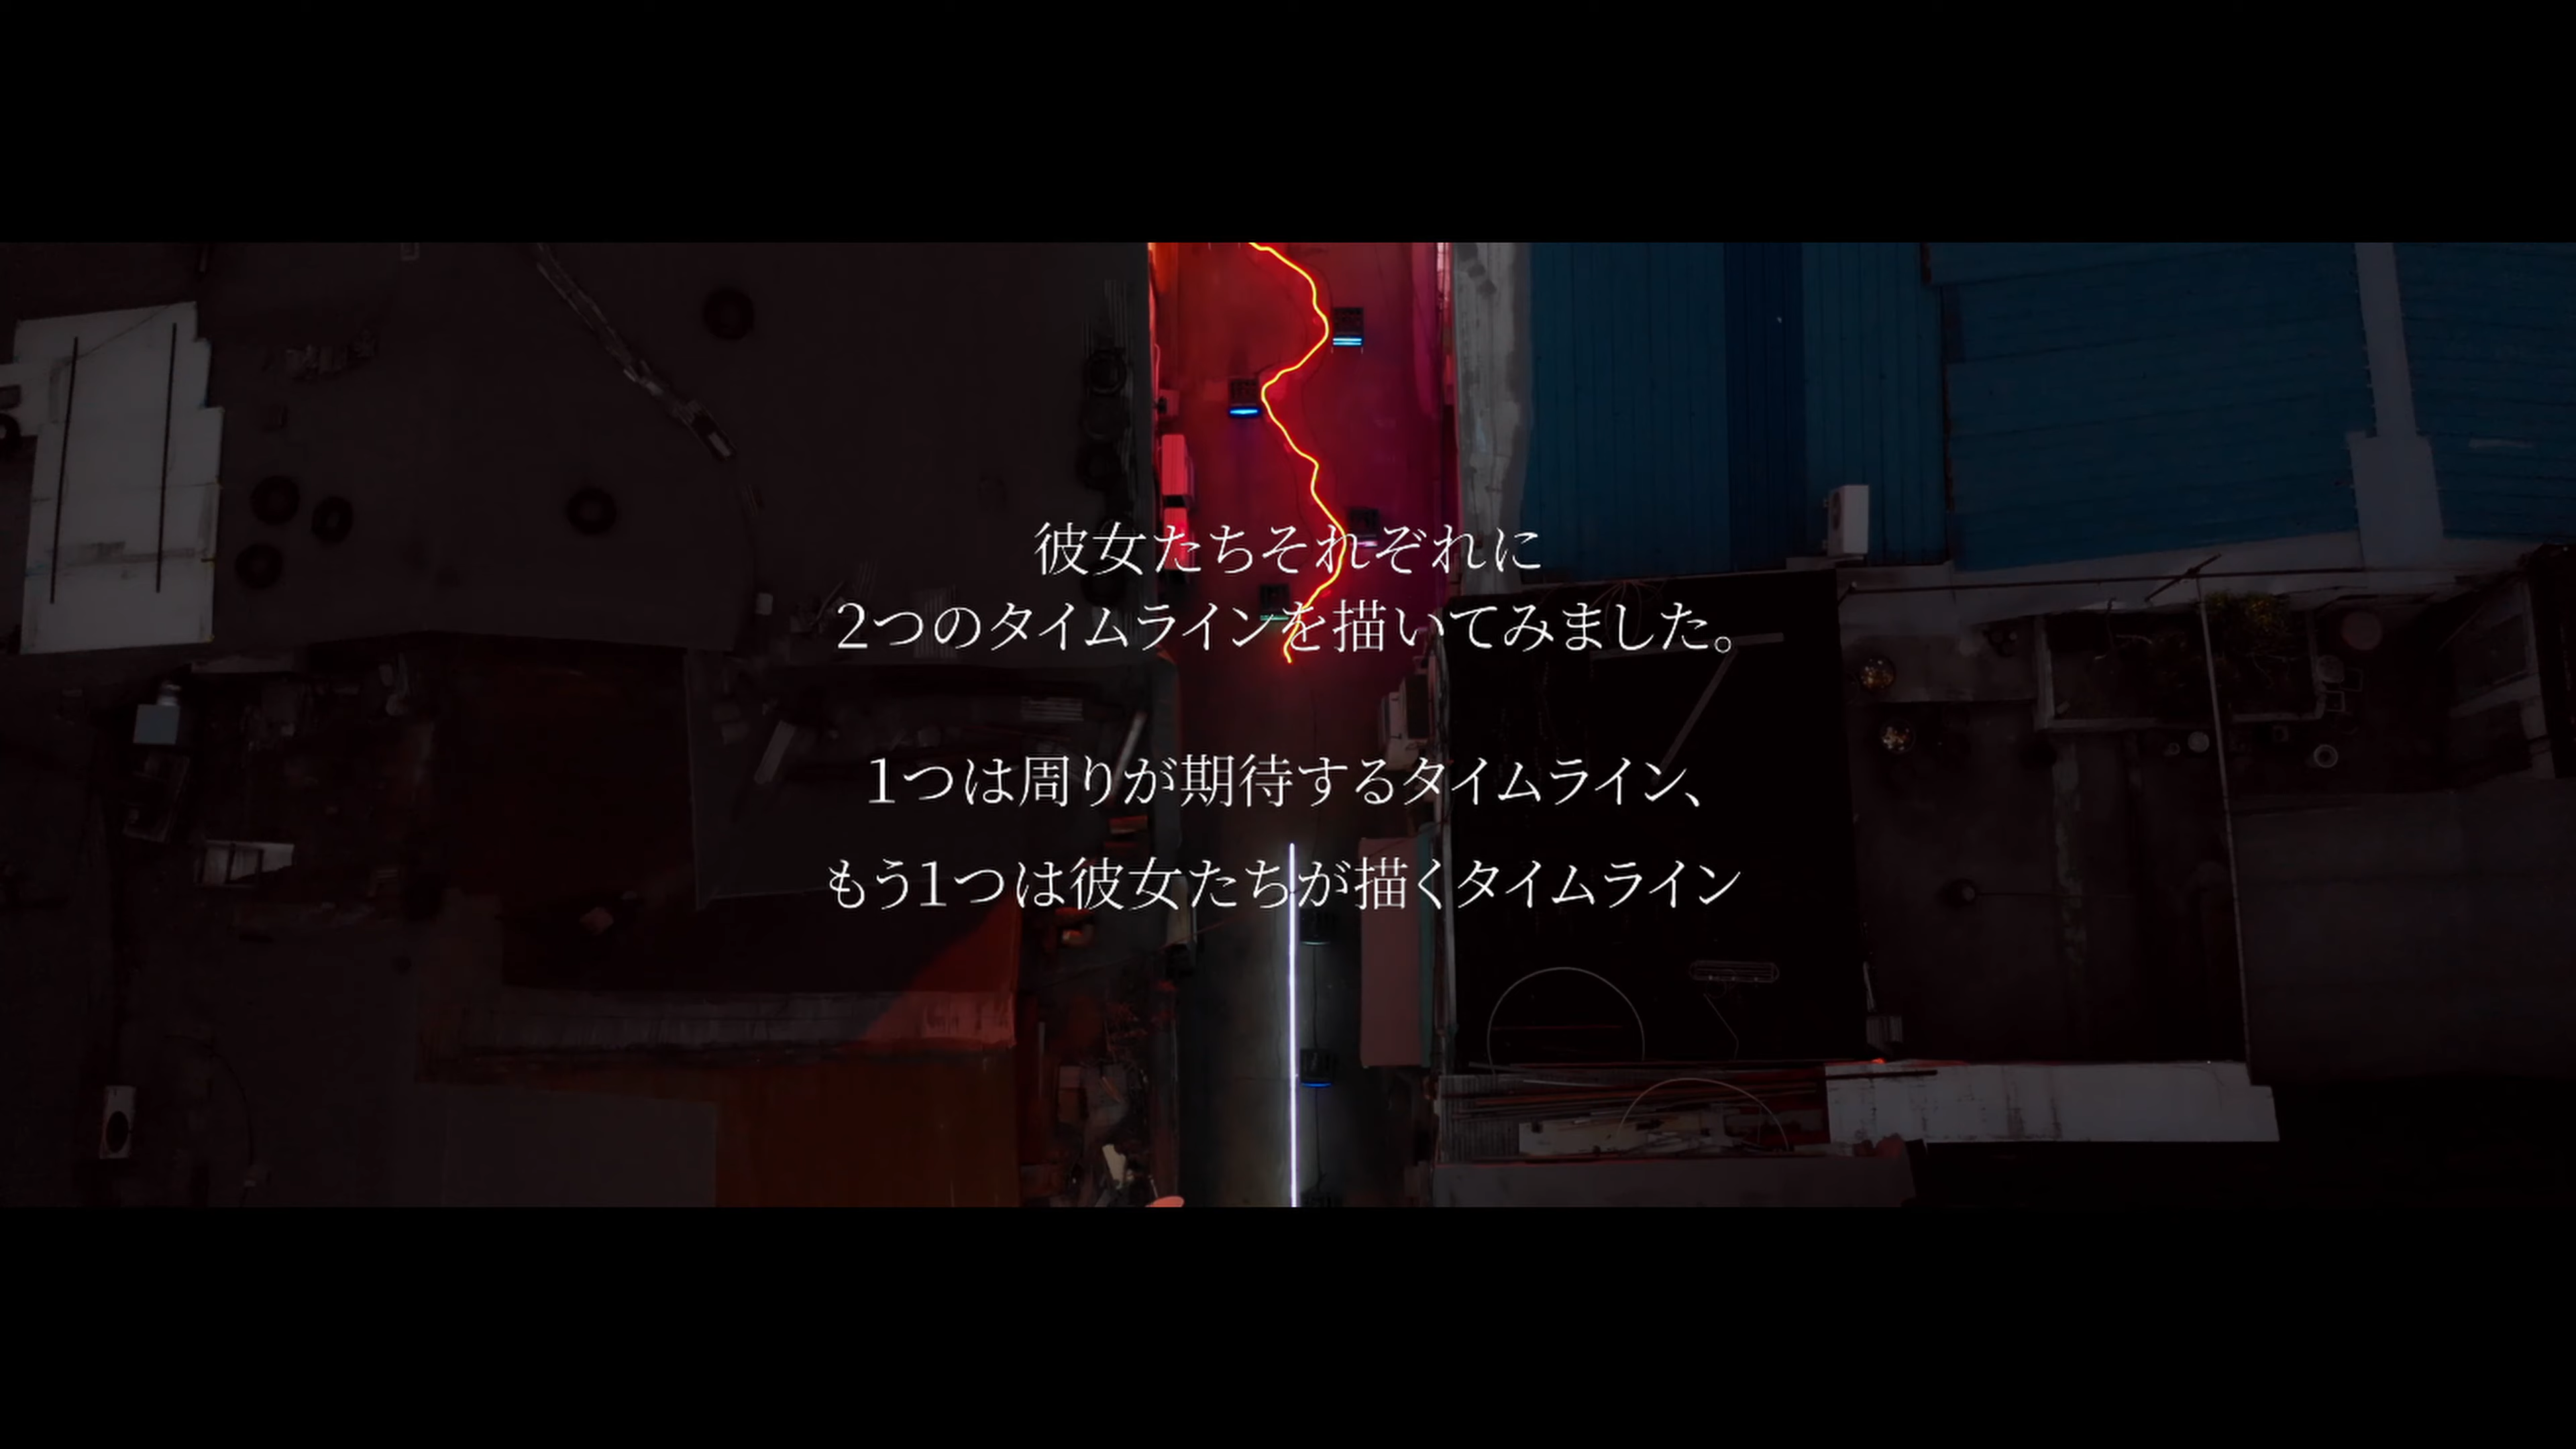 彼女たちそれぞれに
2つのタイムラインを描いてみました。
1つは周りが期待するタイムライン、
もう1つは彼女たちが描くタイムライン